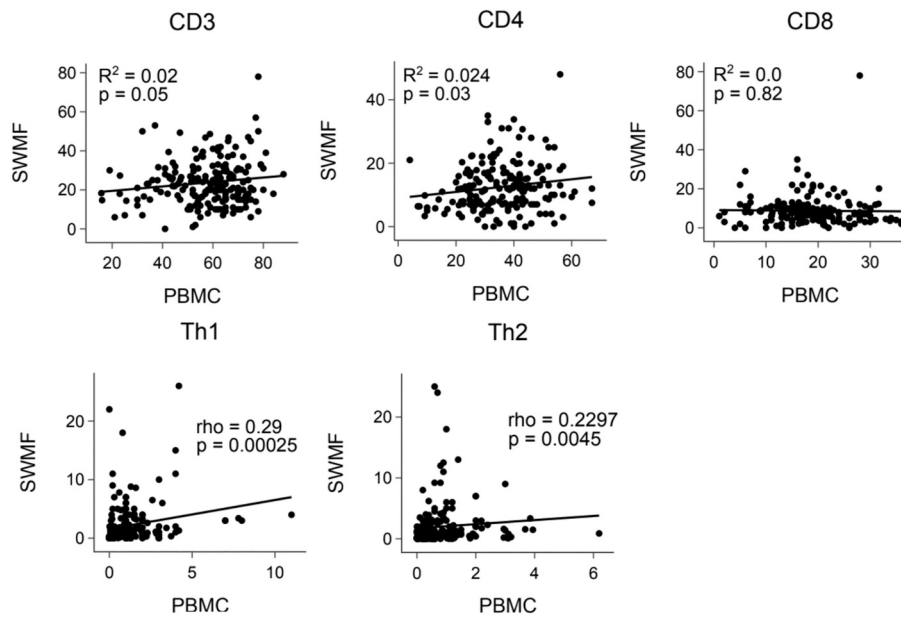 CD3
R² = 0.02
p = 0.05
SWMF
80
60
40
20
0
20
40
60
80
PBMC
CD4
R² = 0.024
p = 0.03
SWMF
40
20
0
0
20
40
60
PBMC
CD8
R² = 0.0
p = 0.82
SWMF
80
60
40
20
0
0
10
20
30
PBMC
Th1
rho = 0.29
p = 0.00025
SWMF
20
10
0
0
5
10
PBMC
Th2
rho = 0.2297
p = 0.0045
SWMF
20
10
0
0
2
4
6
PBMC